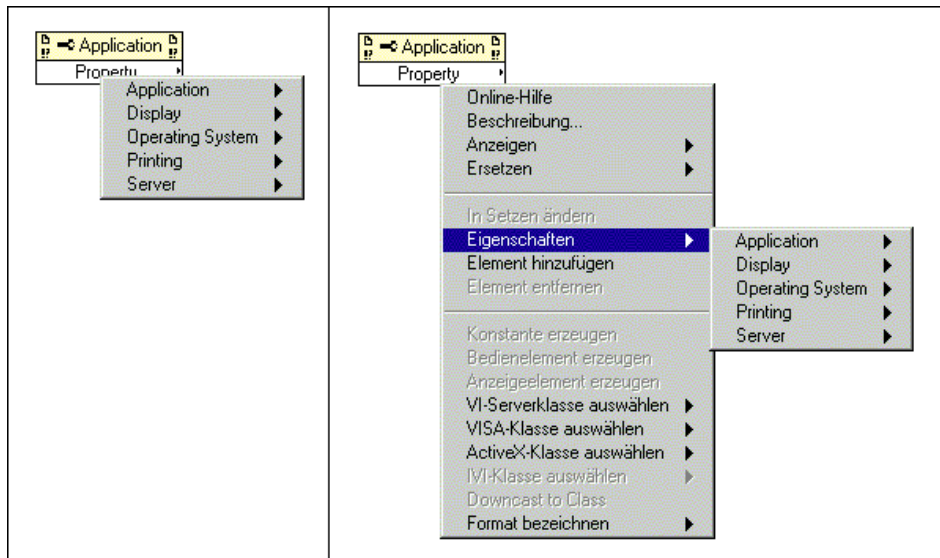 Application
Property
Application
Display
Operating System
Printing
Server
Application
Property
Online-Hilfe
Beschreibung...
Anzeigen
Ersetzen
In Setzen ändern
Eigenschaften
Element hinzufügen
Element entfernen
Konstante erzeugen
Bedienelement erzeugen
Anzeigeelement erzeugen
VI-Serverklasse auswählen
VISA-Klasse auswählen
ActiveX-Klasse auswählen
IVI-Klasse auswählen
Downcast to Class
Format bezeichnen
Application
Display
Operating System
Printing
Server